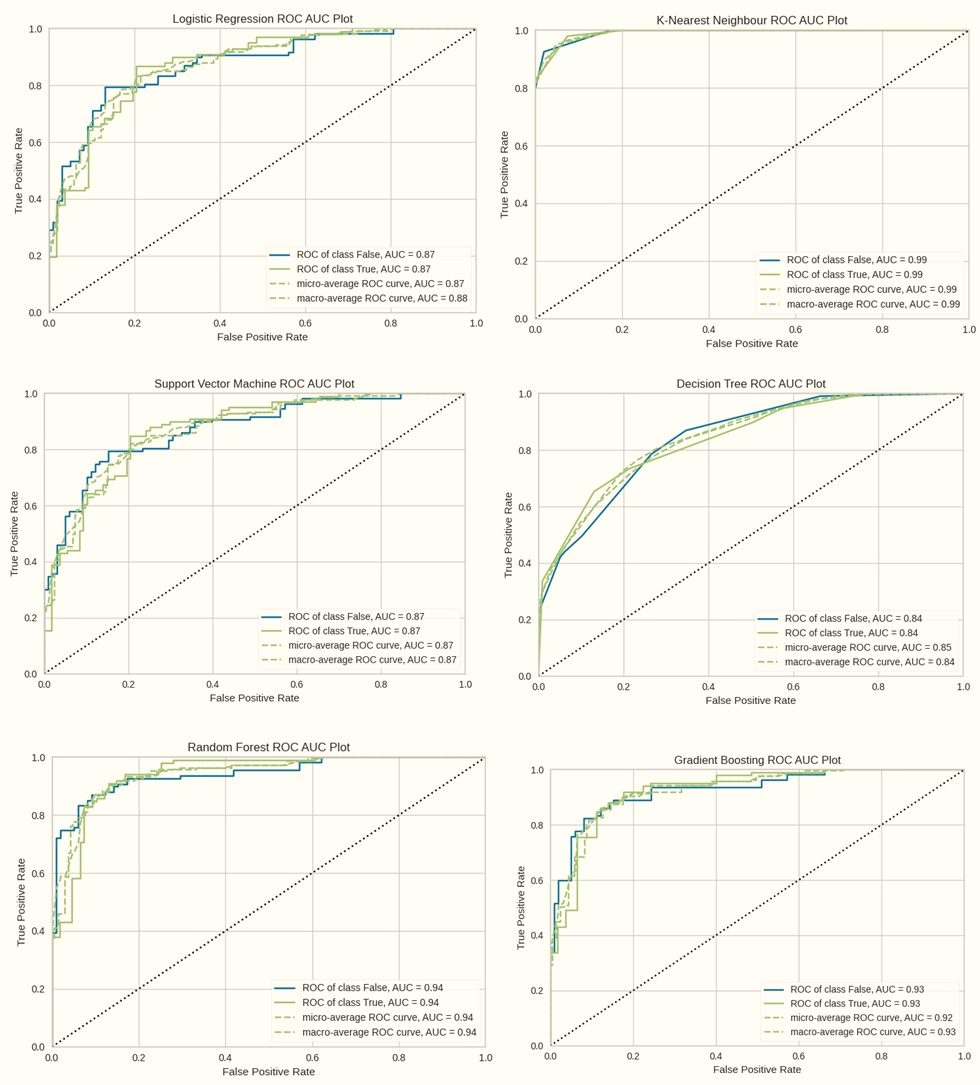 Logistic Regression ROC AUC Plot
1.0
0.8
0.6
0.4
0.2
0.0
True Positive Rate
ROC of class False, AUC = 0.87
ROC of class True, AUC = 0.87
micro-average ROC curve, AUC = 0.87
macro-average ROC curve, AUC = 0.88
0.0 0.2 0.4 0.6 0.8 1.0
False Positive Rate
K-Nearest Neighbour ROC AUC Plot
1.0
0.8
0.6
0.4
0.2
0.0
True Positive Rate
ROC of class False, AUC = 0.99
ROC of class True, AUC = 0.99
micro-average ROC curve, AUC = 0.99
macro-average ROC curve, AUC = 0.99
0.0 0.2 0.4 0.6 0.8 1.0
False Positive Rate
Support Vector Machine ROC AUC Plot
1.0
0.8
0.6
0.4
0.2
0.0
True Positive Rate
ROC of class False, AUC = 0.87
ROC of class True, AUC = 0.87
micro-average ROC curve, AUC = 0.87
macro-average ROC curve, AUC = 0.87
0.0 0.2 0.4 0.6 0.8 1.0
False Positive Rate
Decision Tree ROC AUC Plot
1.0
0.8
0.6
0.4
0.2
0.0
True Positive Rate
ROC of class False, AUC = 0.84
ROC of class True, AUC = 0.84
micro-average ROC curve, AUC = 0.85
macro-average ROC curve, AUC = 0.84
0.0 0.2 0.4 0.6 0.8 1.0
False Positive Rate
Random Forest ROC AUC Plot
1.0
0.8
0.6
0.4
0.2
0.0
True Positive Rate
ROC of class False, AUC = 0.94
ROC of class True, AUC = 0.94
micro-average ROC curve, AUC = 0.94
macro-average ROC curve, AUC = 0.94
0.0 0.2 0.4 0.6 0.8 1.0
False Positive Rate
Gradient Boosting ROC AUC Plot
1.0
0.8
0.6
0.4
0.2
0.0
True Positive Rate
ROC of class False, AUC = 0.93
ROC of class True, AUC = 0.93
micro-average ROC curve, AUC = 0.92
macro-average ROC curve, AUC = 0.93
0.0 0.2 0.4 0.6 0.8 1.0
False Positive Rate